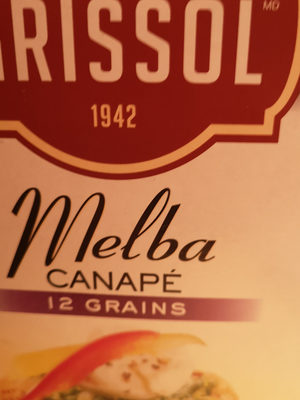 RISSOL MD
1942
Melba
CANAPÉ
12 GRAINS